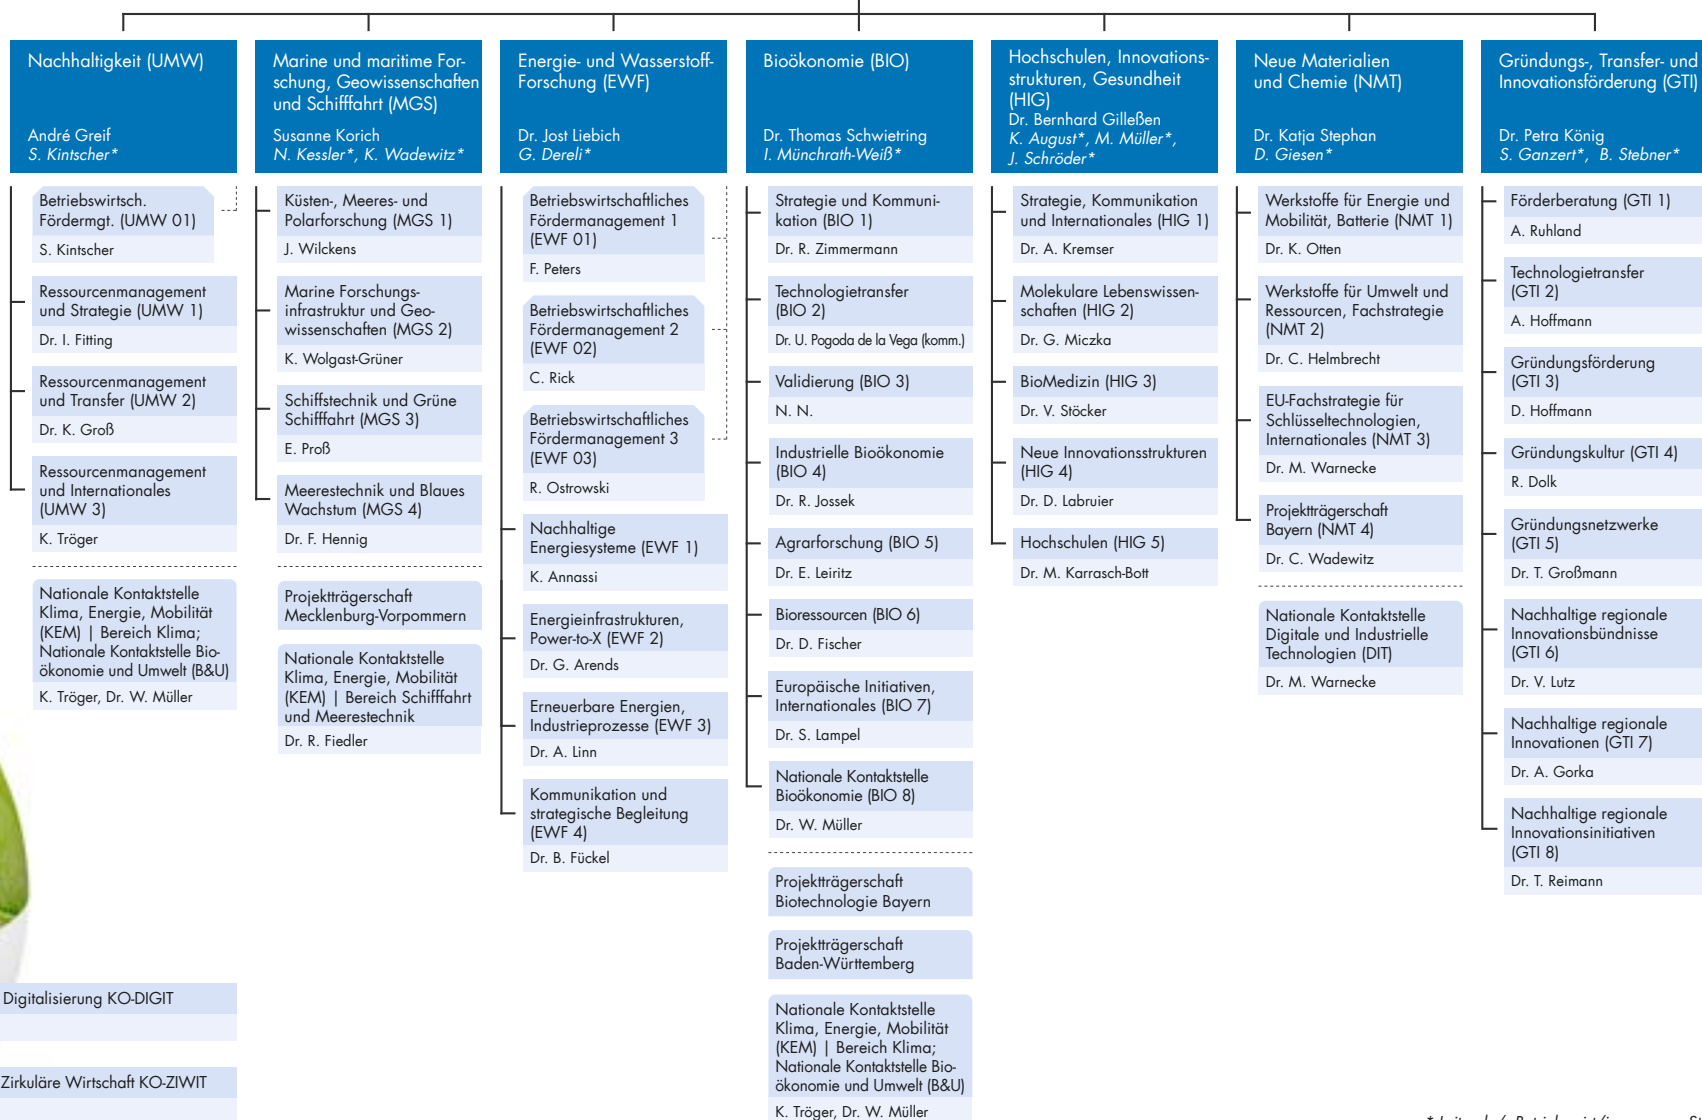 Nachhaltigkeit (UMW)
André Greif
S. Kintscher*
Betriebswirtsch.
Fördermgt. (UMW 01)
S. Kintscher
Ressourcenmanagement
und Strategie (UMW 1)
Dr. I. Fitting
Ressourcenmanagement
und Transfer (UMW 2)
Dr. K. Groß
Ressourcenmanagement
und Internationales
(UMW 3)
K. Tröger
Nationale Kontaktstelle
Klima, Energie, Mobilität
(KEM) | Bereich Klima;
Nationale Kontaktstelle Bio-
ökonomie und Umwelt (B&U)
K. Tröger, Dr. W. Müller
Digitalisierung KO-DIGIT
Zirkuläre Wirtschaft KO-ZIWIT
Marine und maritime For-
schung, Geowissenschaften
und Schifffahrt (MGS)
Susanne Korich
N. Kessler*, K. Wadewitz*
Küsten-, Meeres- und
Polarforschung (MGS 1)
J. Wilckens
Marine Forschungs-
infrastruktur und Geo-
wissenschaften (MGS 2)
K. Wolgast-Grüner
Schiffstechnik und Grüne
Schifffahrt (MGS 3)
E. Proß
Meerestechnik und Blaues
Wachstum (MGS 4)
Dr. F. Hennig
Projektträgerschaft
Mecklenburg-Vorpommern
Nationale Kontaktstelle
Klima, Energie, Mobilität
(KEM) | Bereich Schifffahrt
und Meerestechnik
Dr. R. Fiedler
Energie- und Wasserstoff-
Forschung (EWF)
Dr. Jost Liebich
G. Dereli*
Betriebswirtschaftliches
Fördermanagement 1
(EWF 01)
F. Peters
Betriebswirtschaftliches
Fördermanagement 2
(EWF 02)
C. Rick
Betriebswirtschaftliches
Fördermanagement 3
(EWF 03)
R. Ostrowski
Nachhaltige
Energiesysteme (EWF 1)
K. Annassi
Energieinfrastrukturen,
Power-to-X (EWF 2)
Dr. G. Arends
Erneuerbare Energien,
Industrieprozesse (EWF 3)
Dr. A. Linn
Kommunikation und
strategische Begleitung
(EWF 4)
Dr. B. Fückel
Bioökonomie (BIO)
Dr. Thomas Schwietring
I. Münchrath-Weiß*
Strategie und Kommuni-
kation (BIO 1)
Dr. R. Zimmermann
Technologietransfer
(BIO 2)
Dr. U. Pogoda de la Vega (komm.)
Validierung (BIO 3)
N. N.
Industrielle Bioökonomie
(BIO 4)
Dr. R. Jossek
Agrarforschung (BIO 5)
Dr. E. Leiritz
Bioressourcen (BIO 6)
Dr. D. Fischer
Europäische Initiativen,
Internationales (BIO 7)
Dr. S. Lampel
Nationale Kontaktstelle
Bioökonomie (BIO 8)
Dr. W. Müller
Projektträgerschaft
Biotechnologie Bayern
Projektträgerschaft
Baden-Württemberg
Nationale Kontaktstelle
Klima, Energie, Mobilität
(KEM) | Bereich Klima;
Nationale Kontaktstelle Bio-
ökonomie und Umwelt (B&U)
K. Tröger, Dr. W. Müller
Hochschulen, Innovations-
strukturen, Gesundheit
(HIG)
Dr. Bernhard Gilleßen
K. August*, M. Müller*,
J. Schröder*
Strategie, Kommunikation
und Internationales (HIG 1)
Dr. A. Kremser
Molekulare Lebenswissen-
schaften (HIG 2)
Dr. G. Miczka
BioMedizin (HIG 3)
Dr. V. Stöcker
Neue Innovationsstrukturen
(HIG 4)
Dr. D. Labruier
Hochschulen (HIG 5)
Dr. M. Karrasch-Bott
Neue Materialien
und Chemie (NMT)
Dr. Katja Stephan
D. Giesen*
Werkstoffe für Energie und
Mobilität, Batterie (NMT 1)
Dr. K. Otten
Werkstoffe für Umwelt und
Ressourcen, Fachstrategie
(NMT 2)
Dr. C. Helmbrecht
EU-Fachstrategie für
Schlüsseltechnologien,
Internationales (NMT 3)
Dr. M. Warnecke
Projektträgerschaft
Bayern (NMT 4)
Dr. C. Wadewitz
Nationale Kontaktstelle
Digitale und Industrielle
Technologien (DIT)
Dr. M. Warnecke
Gründungs-, Transfer- und
Innovationsförderung (GTI)
Dr. Petra König
S. Ganzert*, B. Stebner*
Förderberatung (GTI 1)
A. Ruhland
Technologietransfer
(GTI 2)
A. Hoffmann
Gründungsförderung
(GTI 3)
D. Hoffmann
Gründungskultur (GTI 4)
R. Dolk
Gründungsnetzwerke
(GTI 5)
Dr. T. Großmann
Nachhaltige regionale
Innovationsbündnisse
(GTI 6)
Dr. V. Lutz
Nachhaltige regionale
Innovationen (GTI 7)
Dr. A. Gorka
Nachhaltige regionale
Innovationsinitiativen
(GTI 8)
Dr. T. Reimann